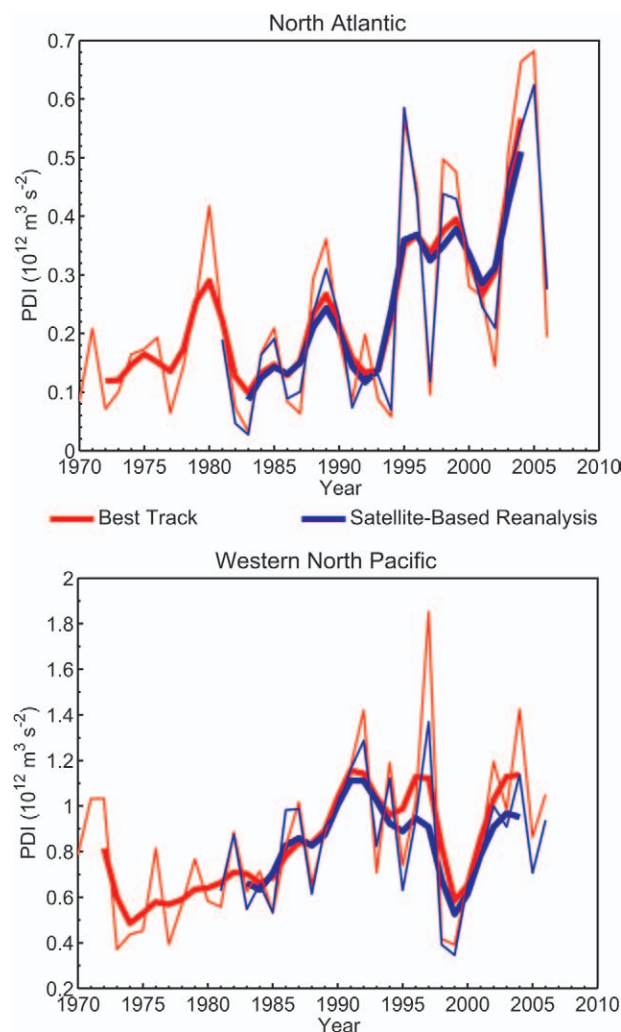 North Atlantic
PDI (10¹² m³ s⁻²)
0.7
0.6
0.5
0.4
0.3
0.2
0.1
0
1970 1975 1980 1985 1990 1995 2000 2005 2010
Year
Best Track
Satellite-Based Reanalysis
Western North Pacific
PDI (10¹² m³ s⁻²)
2
1.8
1.6
1.4
1.2
1
0.8
0.6
0.4
0.2
1970 1975 1980 1985 1990 1995 2000 2005 2010
Year